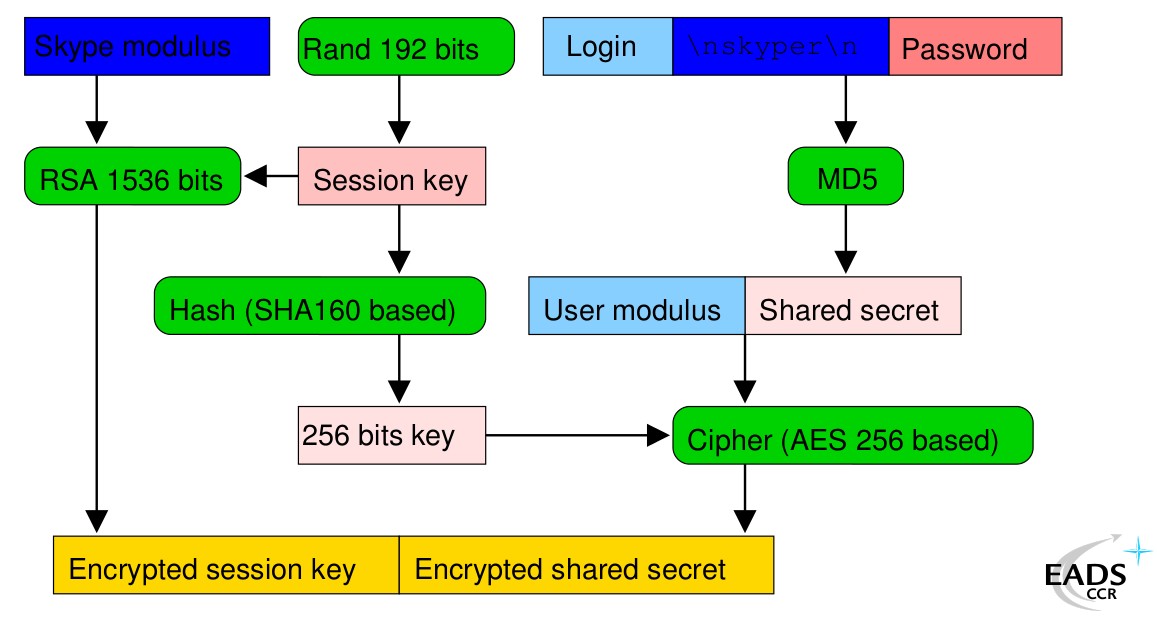 Skype modulus
Rand 192 bits
Login
\nskyper\n
Password
RSA 1536 bits
Session key
MD5
Hash (SHA160 based)
User modulus
Shared secret
256 bits key
Cipher (AES 256 based)
Encrypted session key
Encrypted shared secret
EADS
CCR